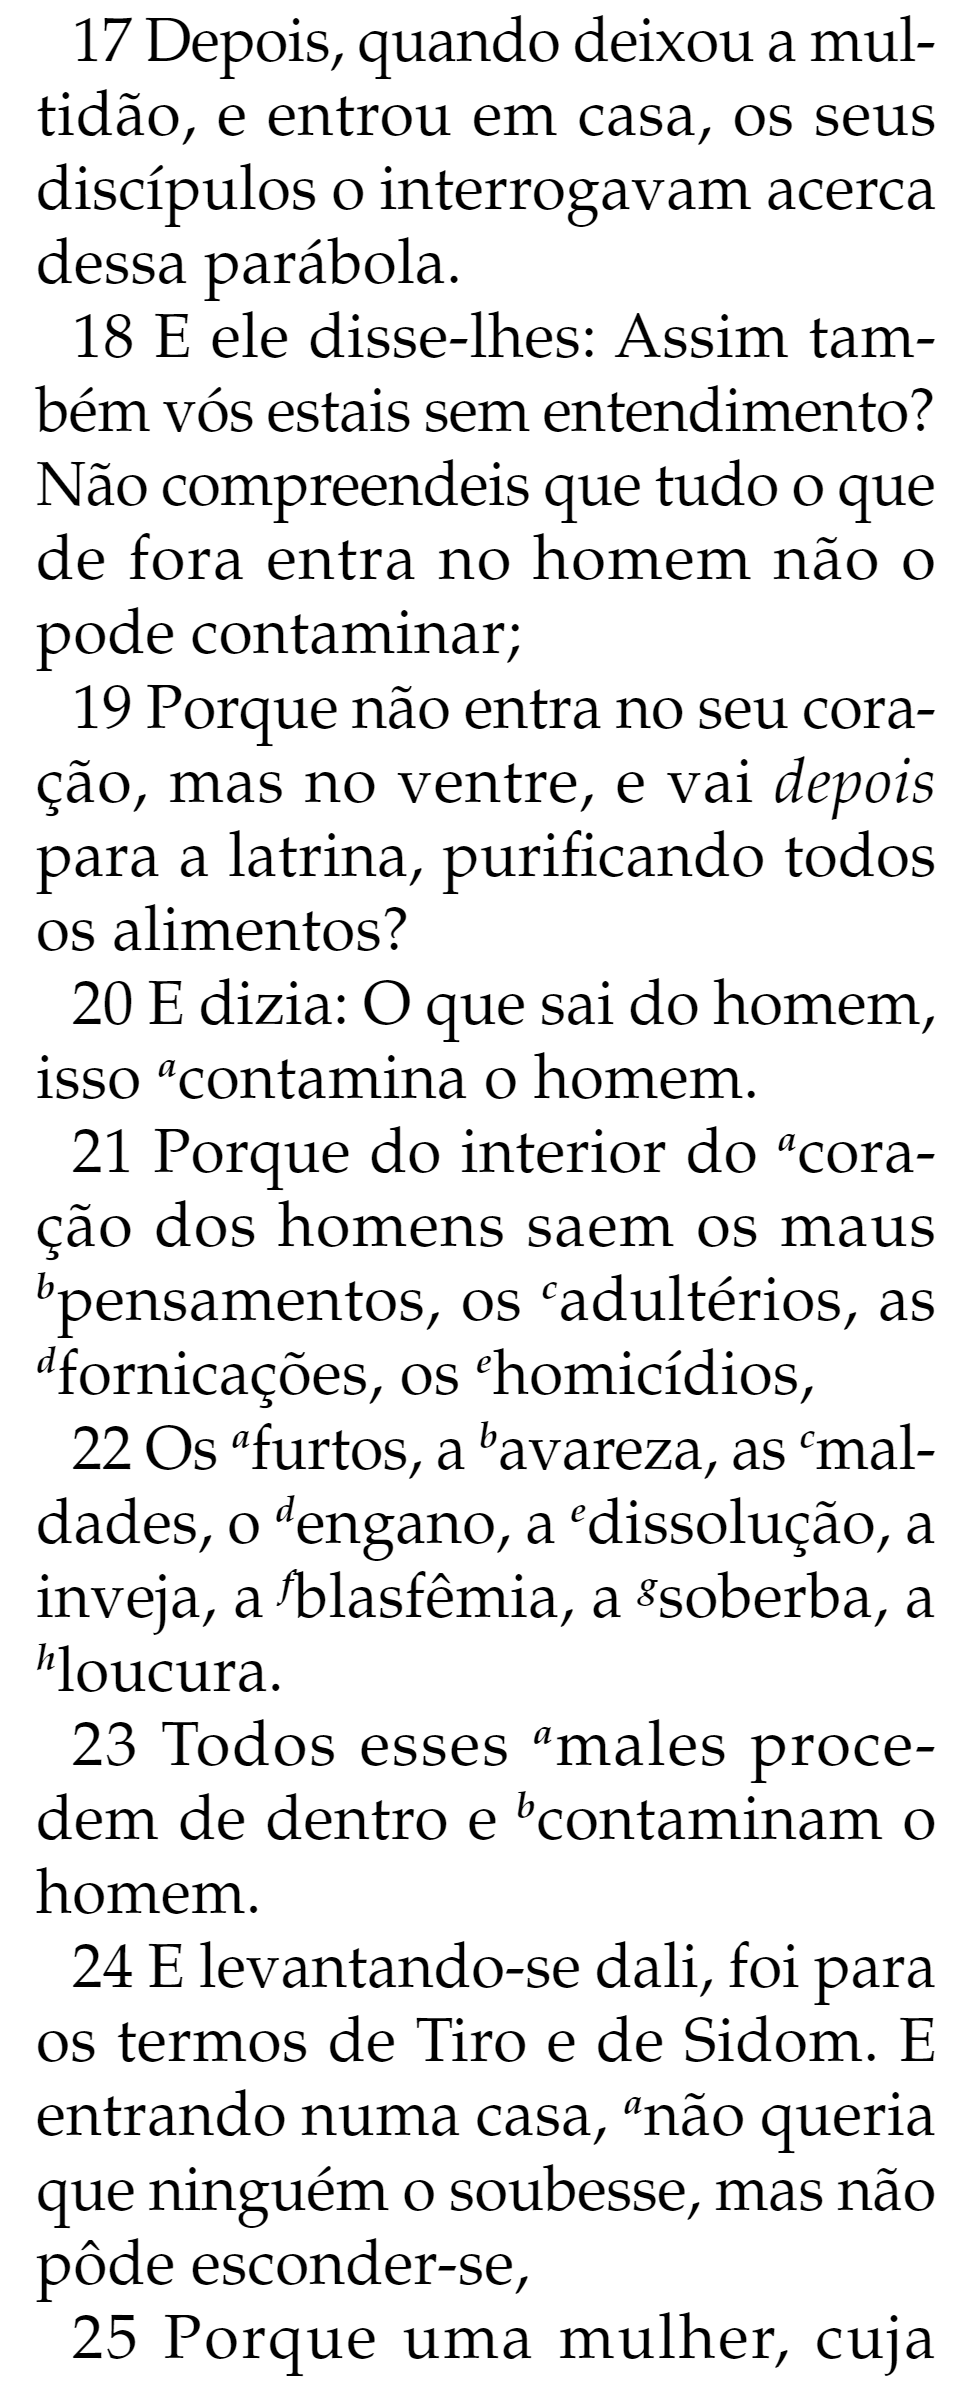 17 Depois, quando deixou a mul-
tidão, e entrou em casa, os seus
discípulos o interrogavam acerca
dessa parábola.
18 E ele disse-lhes: Assim tam-
bém vós estais sem entendimento?
Não compreendeis que tudo o que
de fora entra no homem não o
pode contaminar;
19 Porque não entra no seu cora-
ção, mas no ventre, e vai depois
para a latrina, purificando todos
os alimentos?
20 E dizia: O que sai do homem,
isso acontamina o homem.
21 Porque do interior do acora-
ção dos homens saem os maus
bpensamentos, os cadultérios, as
dfornicações, os ehomicídios,
22 Os afurtos, a bavareza, as cmal-
dades, o dengano, a edissolução, a
inveja, a fblasfêmia, a gsoberba, a
hloucura.
23 Todos esses amales proce-
dem de dentro e bcontaminam o
homem.
24 E levantando-se dali, foi para
os termos de Tiro e de Sidom. E
entrando numa casa, anão queria
que ninguém o soubesse, mas não
pôde esconder-se,
25 Porque uma mulher, cuja